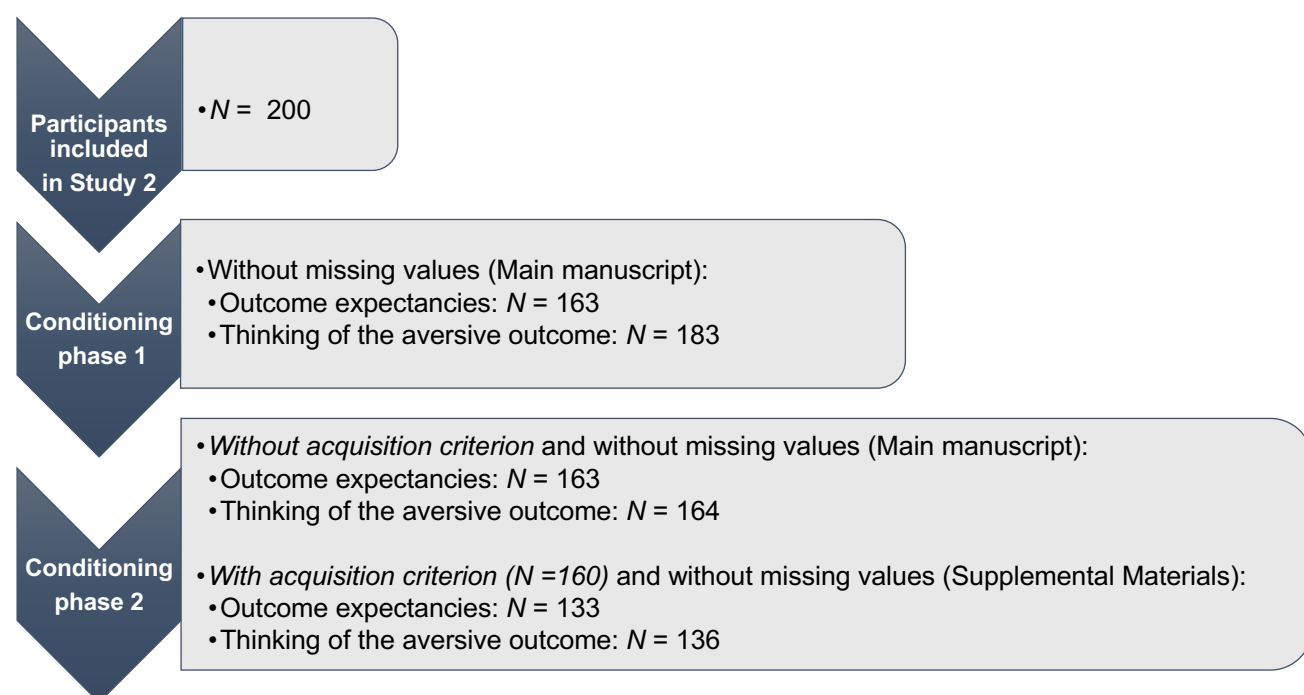 Participants
included
in Study 2
•N = 200
Conditioning
phase 1
•Without missing values (Main manuscript):
•Outcome expectancies: N = 163
•Thinking of the aversive outcome: N = 183
Conditioning
phase 2
•Without acquisition criterion and without missing values (Main manuscript):
•Outcome expectancies: N = 163
•Thinking of the aversive outcome: N = 164
•With acquisition criterion (N =160) and without missing values (Supplemental Materials):
•Outcome expectancies: N = 133
•Thinking of the aversive outcome: N = 136